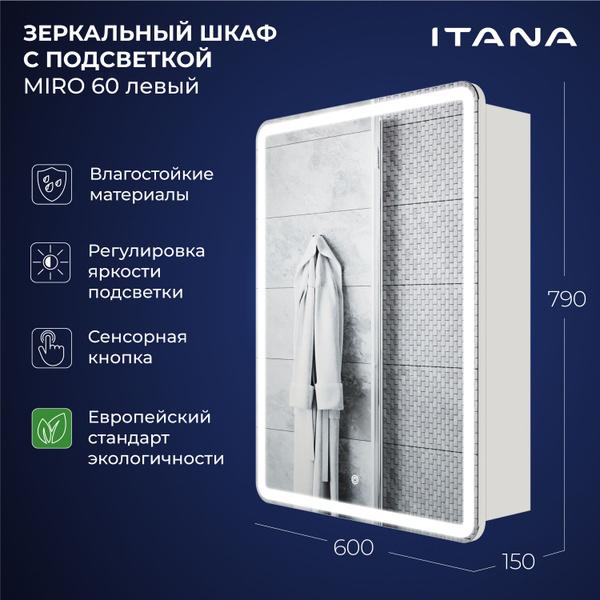 ЗЕРКАЛЬНЫЙ ШКАФ
С ПОДСВЕТКОЙ
MIRO 60 левый
ITANA
Влагостойкие
материалы
Регулировка
яркости
подсветки
Сенсорная
кнопка
Европейский
стандарт
экологичности
790
600
150